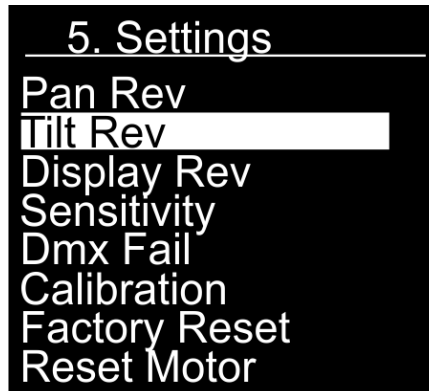 5. Settings
Pan Rev
Tilt Rev
Display Rev
Sensitivity
Dmx Fail
Calibration
Factory Reset
Reset Motor